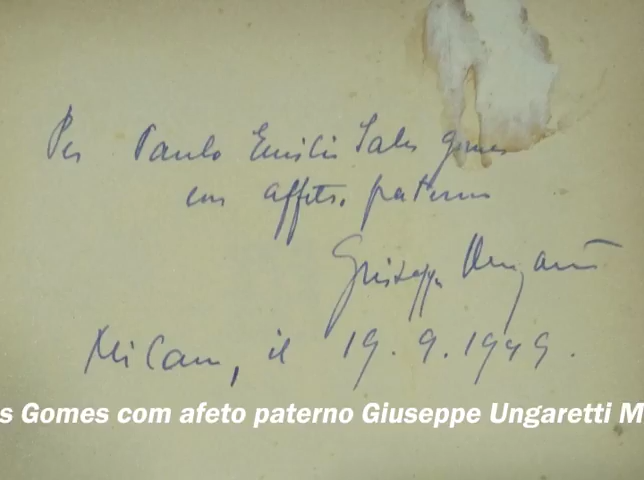 Per Paulo Emilio Sales Gomes
con affetto paterno
Giuseppe Ungaretti
Milano, il 19.9.1949.
s Gomes com afeto paterno Giuseppe Ungaretti M